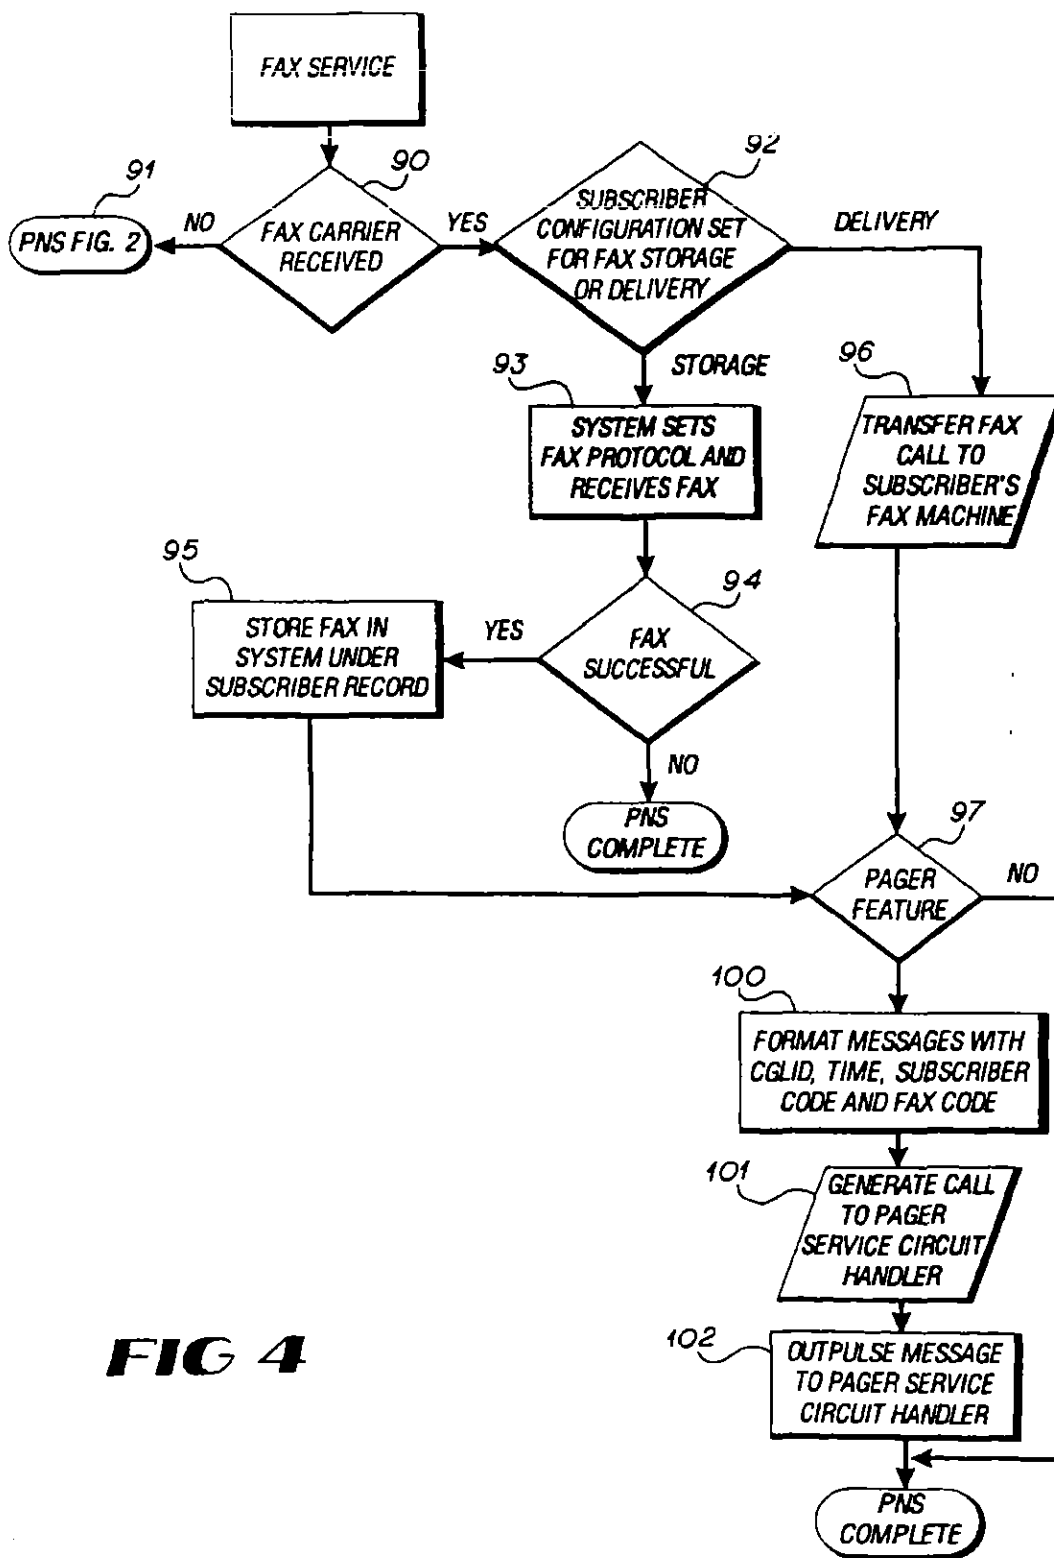 FAX SERVICE
90
92
91
PNS FIG. 2
NO
FAX CARRIER
RECEIVED
YES
SUBSCRIBER
CONFIGURATION SET
FOR FAX STORAGE
OR DELIVERY
DELIVERY
STORAGE
93
SYSTEM SETS
FAX PROTOCOL AND
RECEIVES FAX
96
TRANSFER FAX
CALL TO
SUBSCRIBER'S
FAX MACHINE
95
STORE FAX IN
SYSTEM UNDER
SUBSCRIBER RECORD
YES
94
FAX
SUCCESSFUL
NO
PNS
COMPLETE
97
PAGER
FEATURE
NO
100
FORMAT MESSAGES WITH
CGLID, TIME, SUBSCRIBER
CODE AND FAX CODE
101
GENERATE CALL
TO PAGER
SERVICE CIRCUIT
HANDLER
102
OUTPULSE MESSAGE
TO PAGER SERVICE
CIRCUIT HANDLER
PNS
COMPLETE
FIG 4